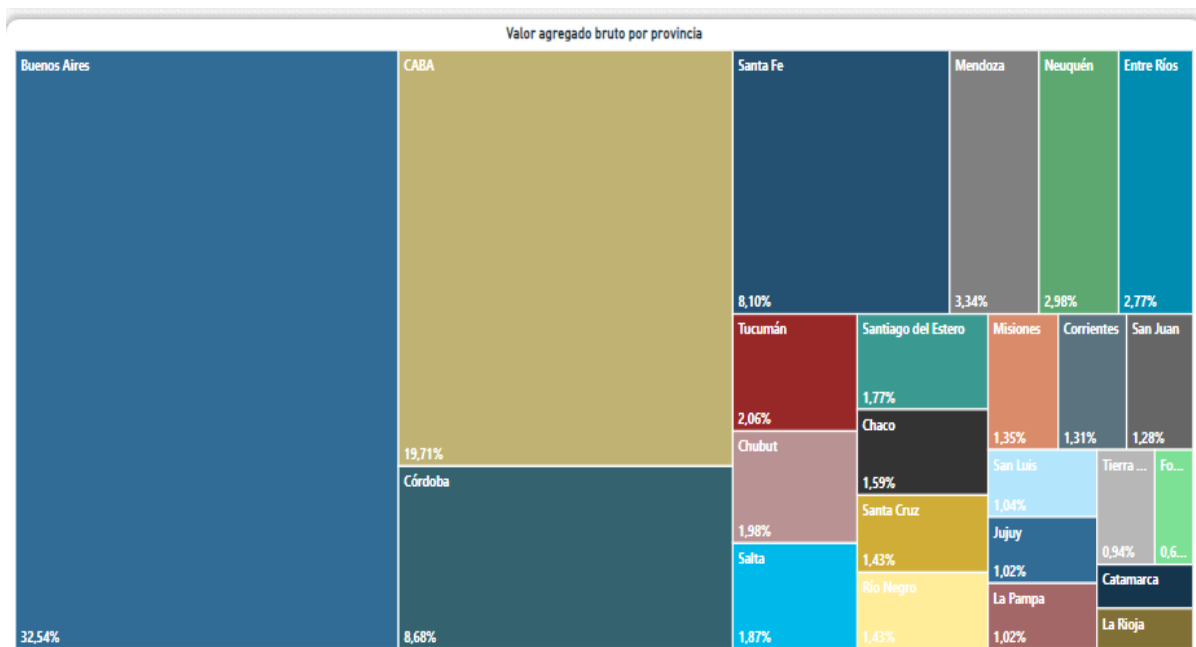 Valor agregado bruto por provincia
Buenos Aires
32,54%
CABA
19,71%
Córdoba
8,68%
Santa Fe
8,10%
Mendoza
3,34%
Neuquén
2,98%
Entre Ríos
2,77%
Tucumán
2,06%
Chubut
1,98%
Salta
1,87%
Santiago del Estero
1,77%
Chaco
1,59%
Santa Cruz
1,43%
Río Negro
1,43%
Misiones
1,35%
Corrientes
1,31%
San Juan
1,28%
San Luis
1,04%
Jujuy
1,02%
La Pampa
1,02%
Tierra ...
0,94%
Fo...
0,6...
Catamarca
La Rioja